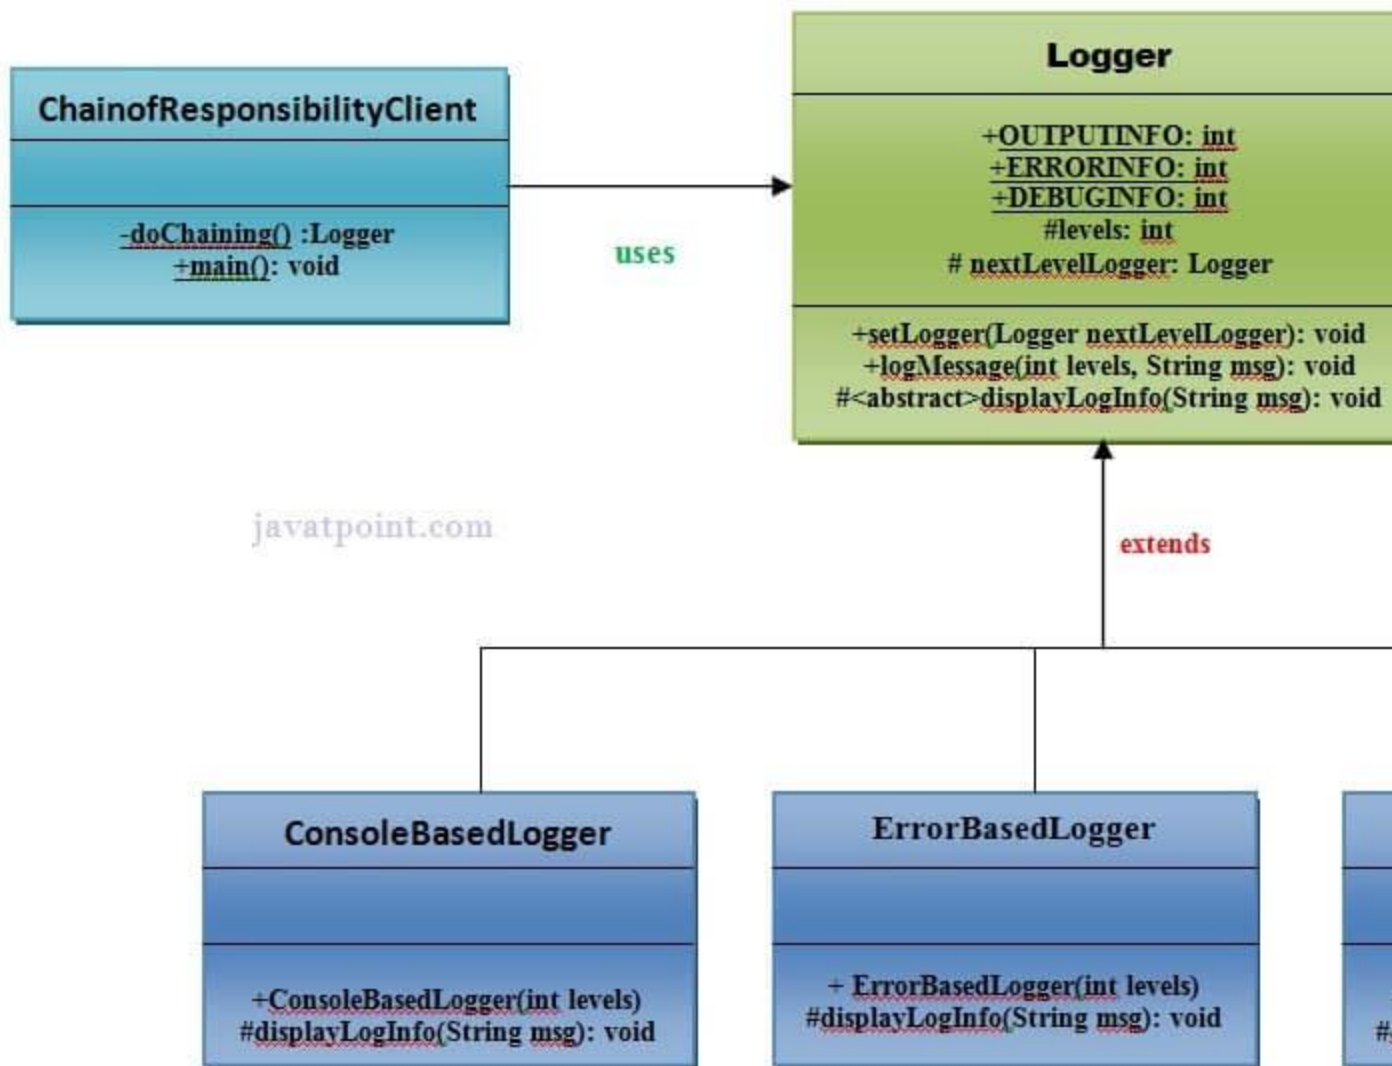 ChainofResponsibilityClient
-doChaining() :Logger
+main(): void
uses
Logger
+OUTPUTINFO: int
+ERRORINFO: int
+DEBUGINFO: int
#levels: int
# nextLevelLogger: Logger
+setLogger(Logger nextLevelLogger): void
+logMessage(int levels, String msg): void
#<abstract>displayLogInfo(String msg): void
javatpoint.com
extends
ConsoleBasedLogger
+ConsoleBasedLogger(int levels)
#displayLogInfo(String msg): void
ErrorBasedLogger
+ ErrorBasedLogger(int levels)
#displayLogInfo(String msg): void